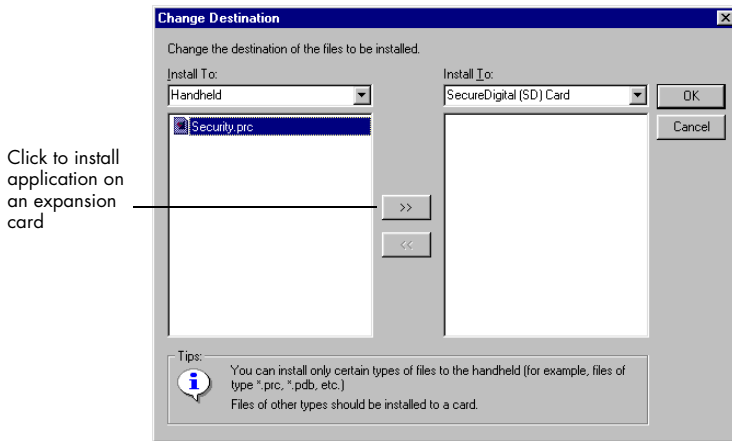 Change Destination
Change the destination of the files to be installed.
Install To:
Install To:
Handheld
SecureDigital (SD) Card
OK
Cancel
Security.prc
Click to install
application on
an expansion
card
>>
<<
Tips:
You can install only certain types of files to the handheld (for example, files of
type *.prc, *.pdb, etc.)
Files of other types should be installed to a card.